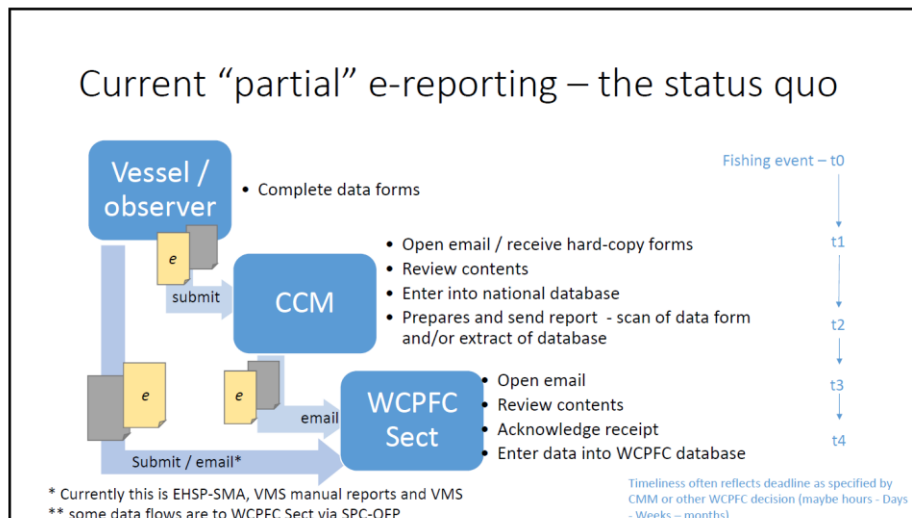 Current “partial” e-reporting – the status quo
Vessel /
observer
• Complete data forms
Fishing event – t0
e
submit
CCM
• Open email / receive hard-copy forms
• Review contents
• Enter into national database
• Prepares and send report - scan of data form
and/or extract of database
t1
t2
e
e
email
WCPFC
Sect
• Open email
• Review contents
• Acknowledge receipt
• Enter data into WCPFC database
t3
t4
Submit / email*
* Currently this is EHSP-SMA, VMS manual reports and VMS
** some data flows are to WCPFC Sect via SPC-OFP
Timeliness often reflects deadline as specified by
CMM or other WCPFC decision (maybe hours - Days
- Weeks – months)